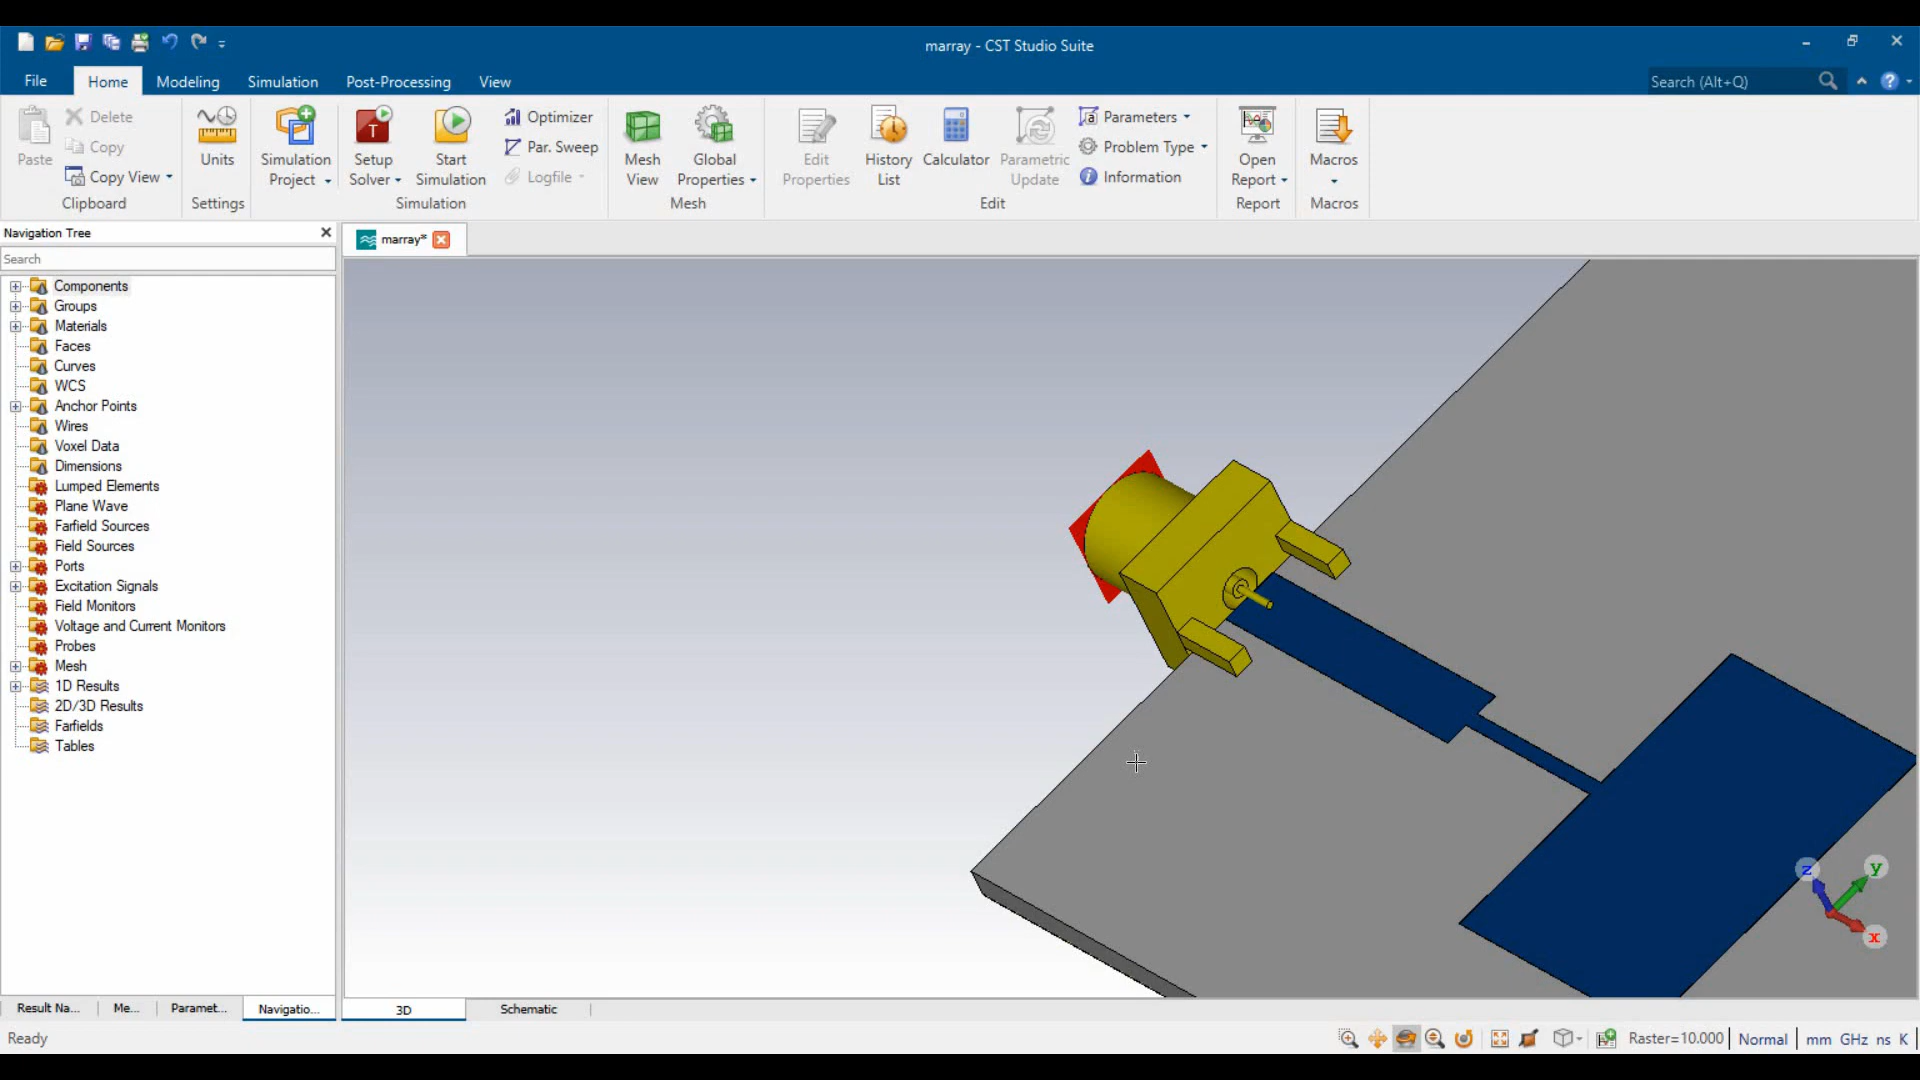 marray - CST Studio Suite
File Home Modeling Simulation Post-Processing View
Search (Alt+Q)
Paste
Delete
Copy
Copy View
Clipboard
Units
Settings
Simulation Project
Setup Solver
Start Simulation
Optimizer
Par. Sweep
Logfile
Simulation
Mesh View
Global Properties
Mesh
Edit Properties
History List
Calculator
Parametric Update
Parameters
Problem Type
Information
Edit
Open Report
Report
Macros
Macros
Navigation Tree
marray*
Search
Components
Groups
Materials
Faces
Curves
WCS
Anchor Points
Wires
Voxel Data
Dimensions
Lumped Elements
Plane Wave
Farfield Sources
Field Sources
Ports
Excitation Signals
Field Monitors
Voltage and Current Monitors
Probes
Mesh
1D Results
2D/3D Results
Farfields
Tables
z
y
x
Result Na... Me... Paramet... Navigatio...
3D Schematic
Ready
Raster=10.000 Normal mm GHz ns K